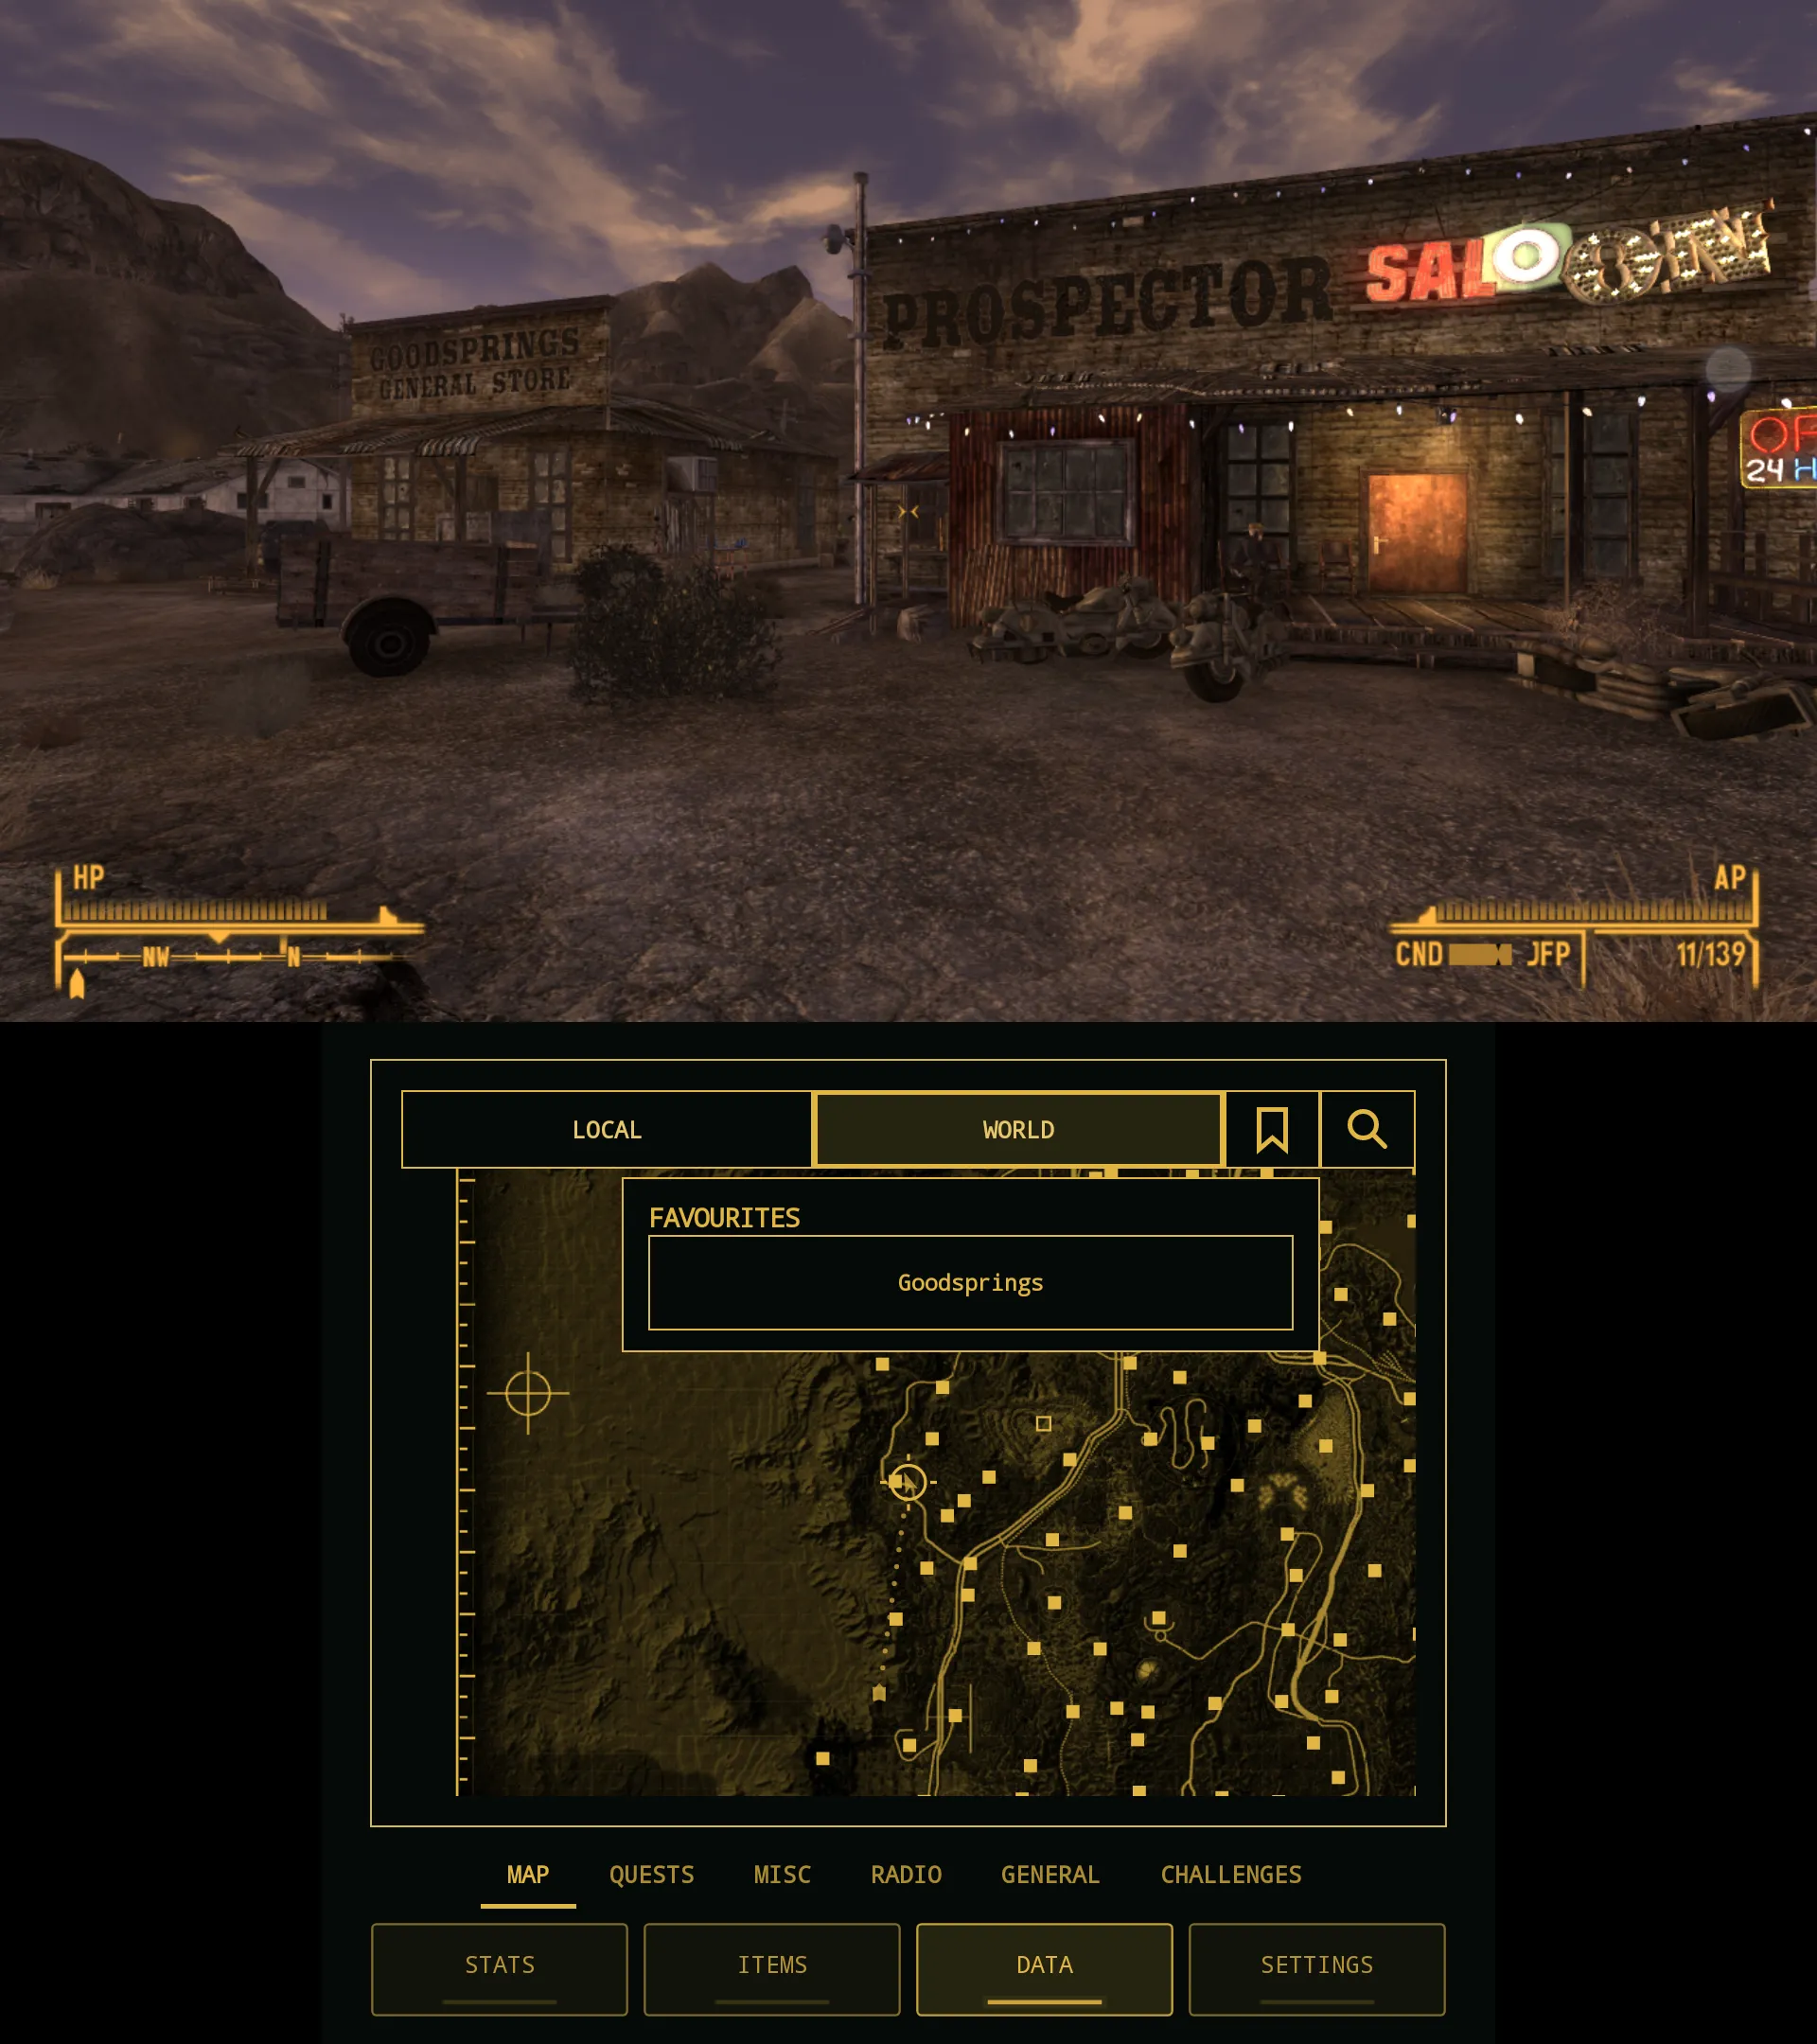 PROSPECTOR SALOON
GOODSPRINGS
GENERAL STORE
24
HP
AP
NW N
CND JFP 11/139
LOCAL
WORLD
FAVOURITES
Goodsprings
MAP
QUESTS
MISC
RADIO
GENERAL
CHALLENGES
STATS
ITEMS
DATA
SETTINGS